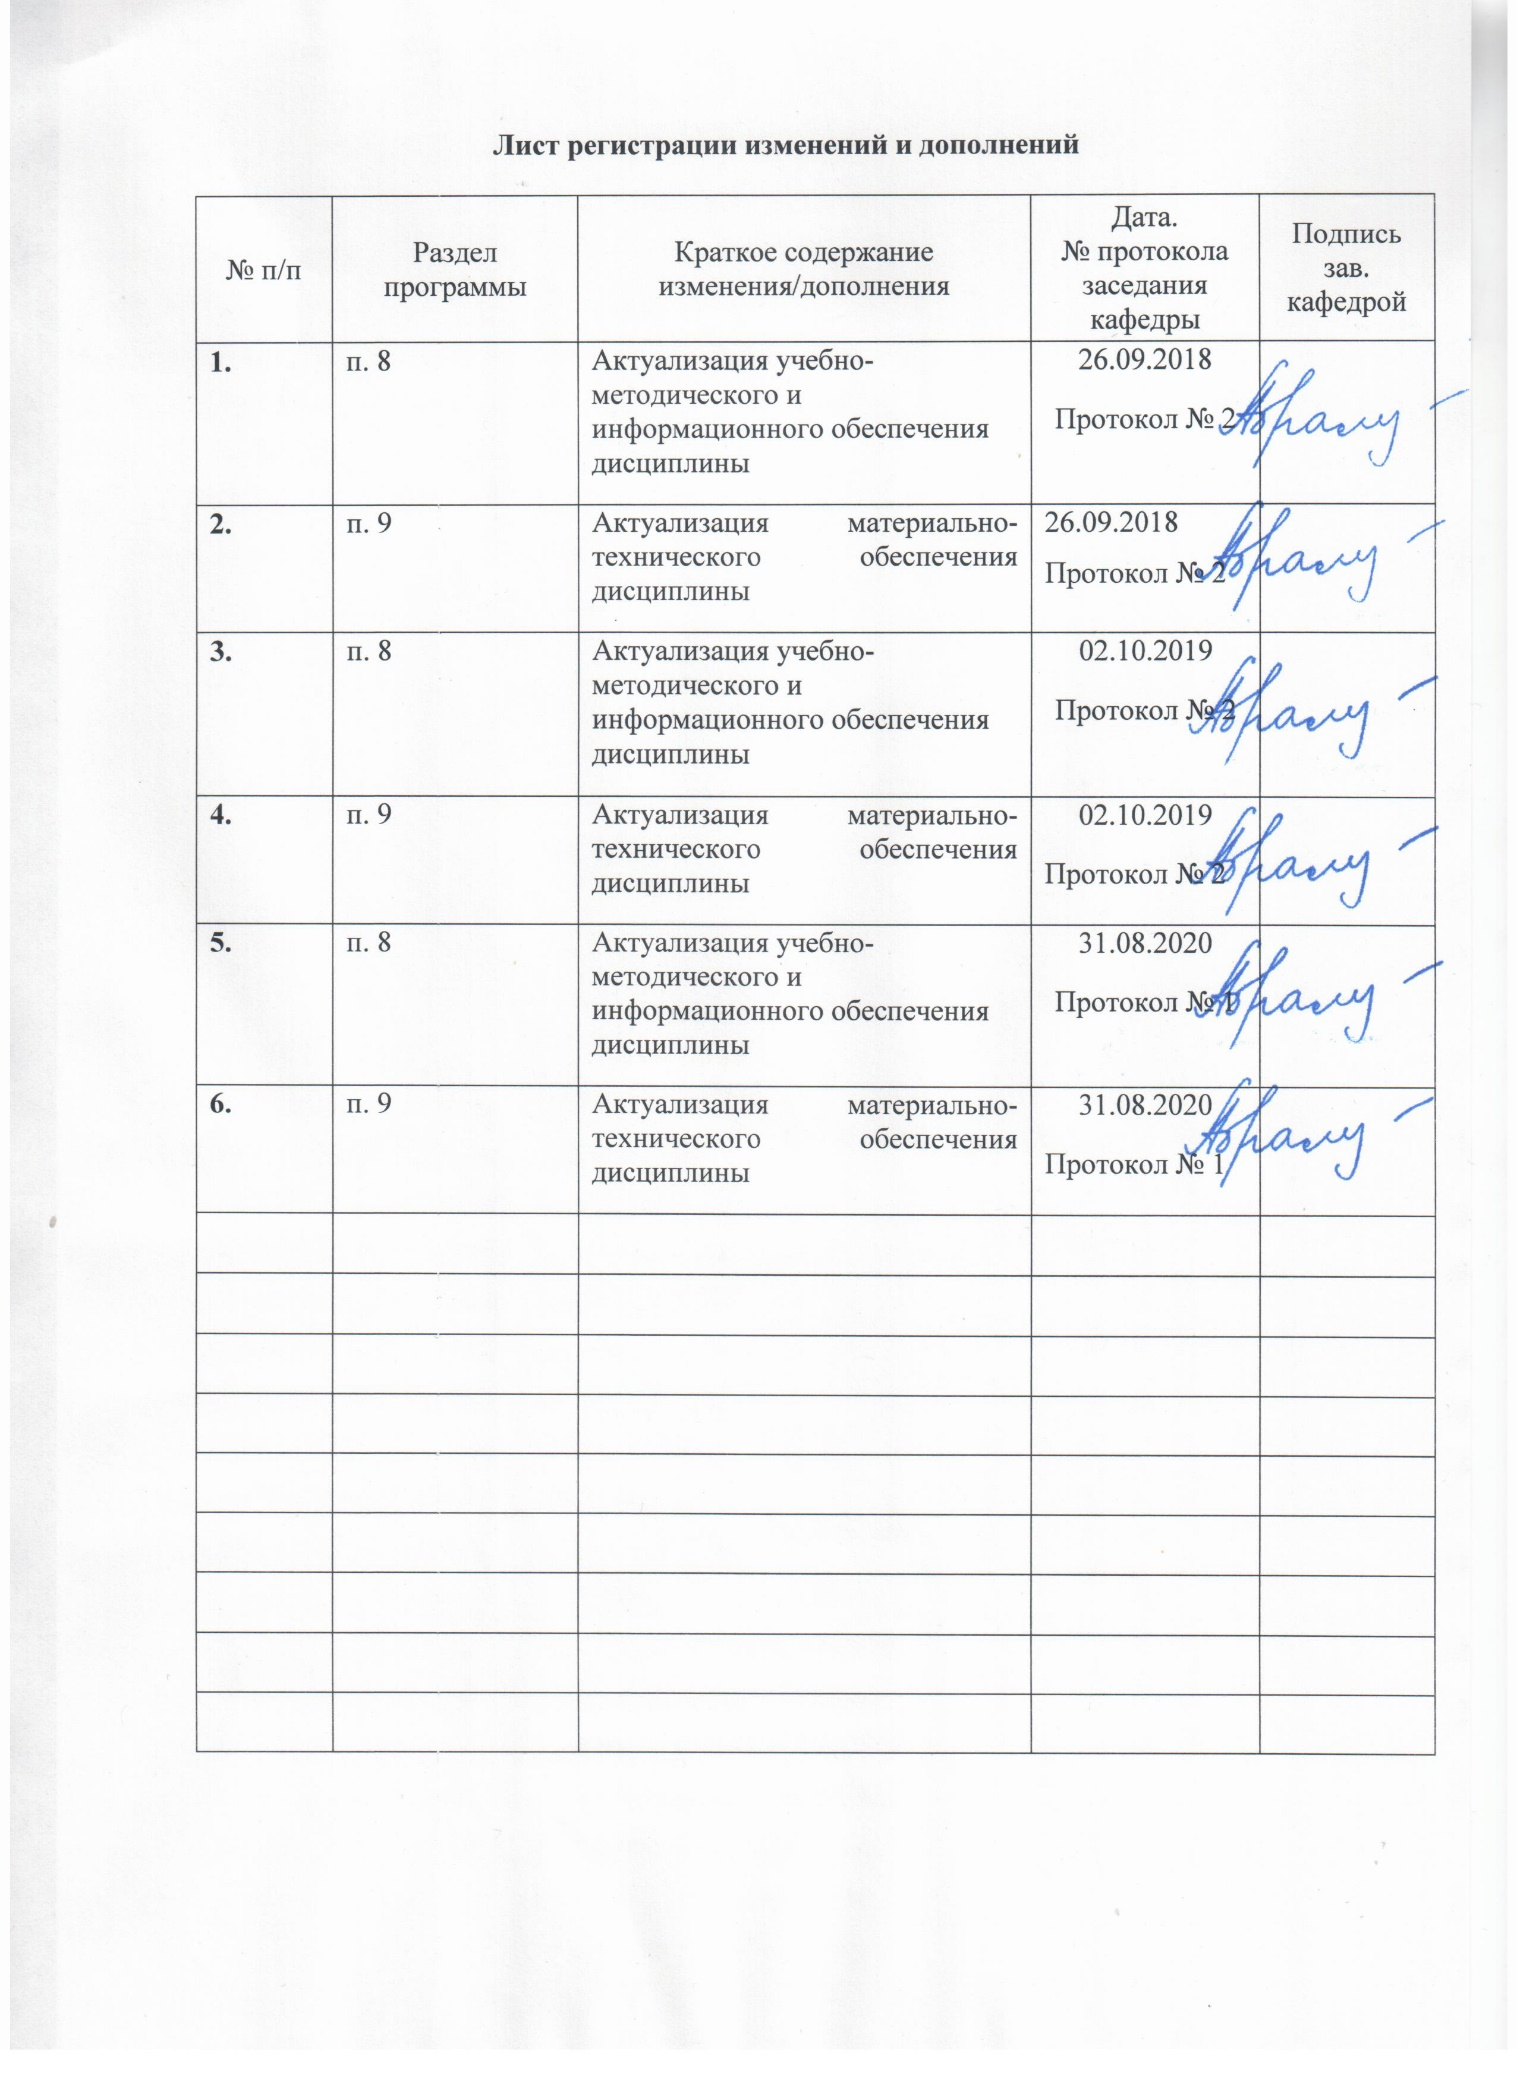 Лист регистрации изменений и дополнений
№ п/п
Раздел
программы
Краткое содержание
изменения/дополнения
Дата.
№ протокола
заседания
кафедры
Подпись
зав.
кафедрой
1.
п. 8
Актуализация учебно-
методического и
информационного обеспечения
дисциплины
26.09.2018
Протокол № 2
2.
п. 9
Актуализация материально-
технического обеспечения
дисциплины
26.09.2018
Протокол № 2
3.
п. 8
Актуализация учебно-
методического и
информационного обеспечения
дисциплины
02.10.2019
Протокол № 2
4.
п. 9
Актуализация материально-
технического обеспечения
дисциплины
02.10.2019
Протокол № 2
5.
п. 8
Актуализация учебно-
методического и
информационного обеспечения
дисциплины
31.08.2020
Протокол № 1
6.
п. 9
Актуализация материально-
технического обеспечения
дисциплины
31.08.2020
Протокол № 1